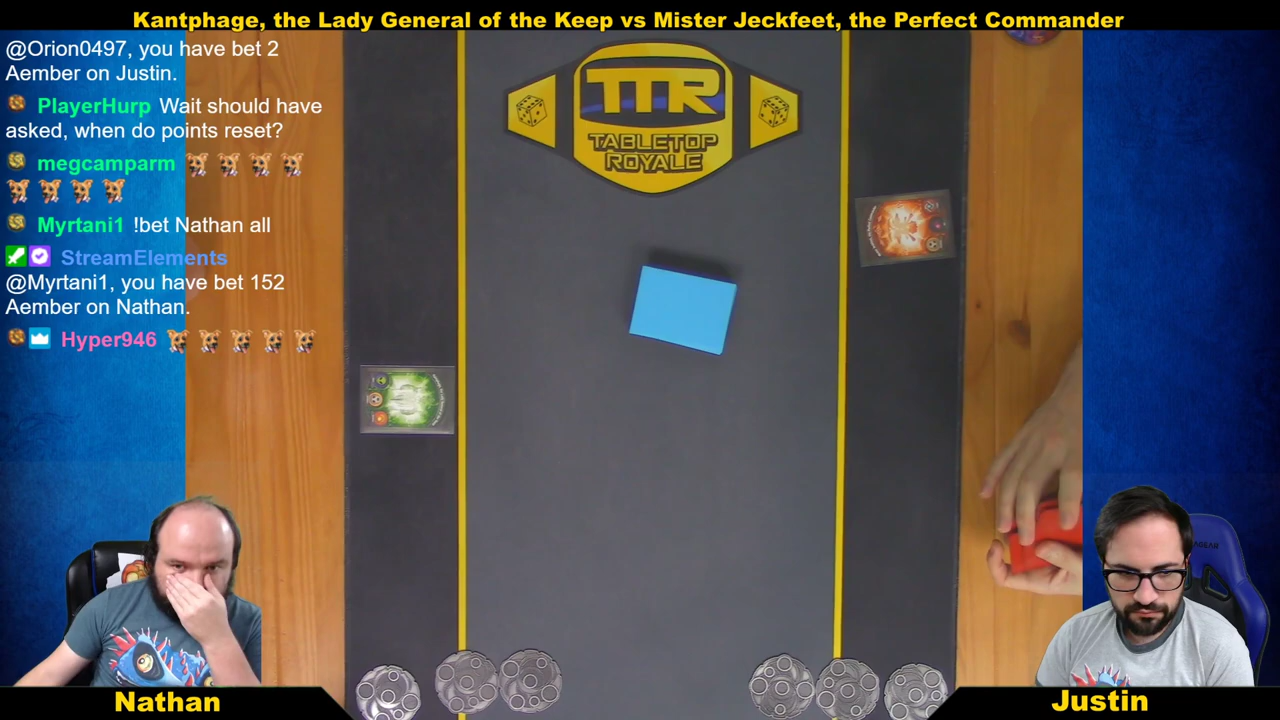 Kantphage, the Lady General of the Keep vs Mister Jeckfeet, the Perfect Commander
@Orion0497, you have bet 2
Aember on Justin.
PlayerHurp Wait should have
asked, when do points reset?
megcamparm
Myrtani1 !bet Nathan all
StreamElements
@Myrtani1, you have bet 152
Aember on Nathan.
Hyper946
TTR
TABLETOP
ROYALE
Nathan
Justin